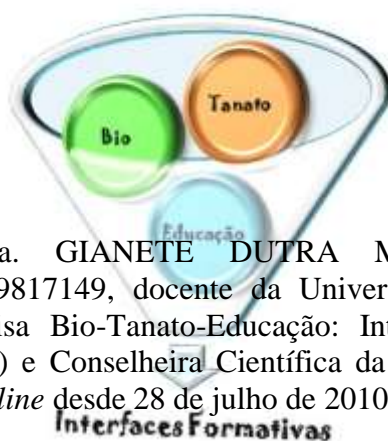 Tanato
Bio
Educação
a. GIANETE DUTRA M
9817149, docente da Univer
sa Bio-Tanato-Educação: Int
) e Conselheira Científica da
line desde 28 de julho de 2010
Interfaces Formativas